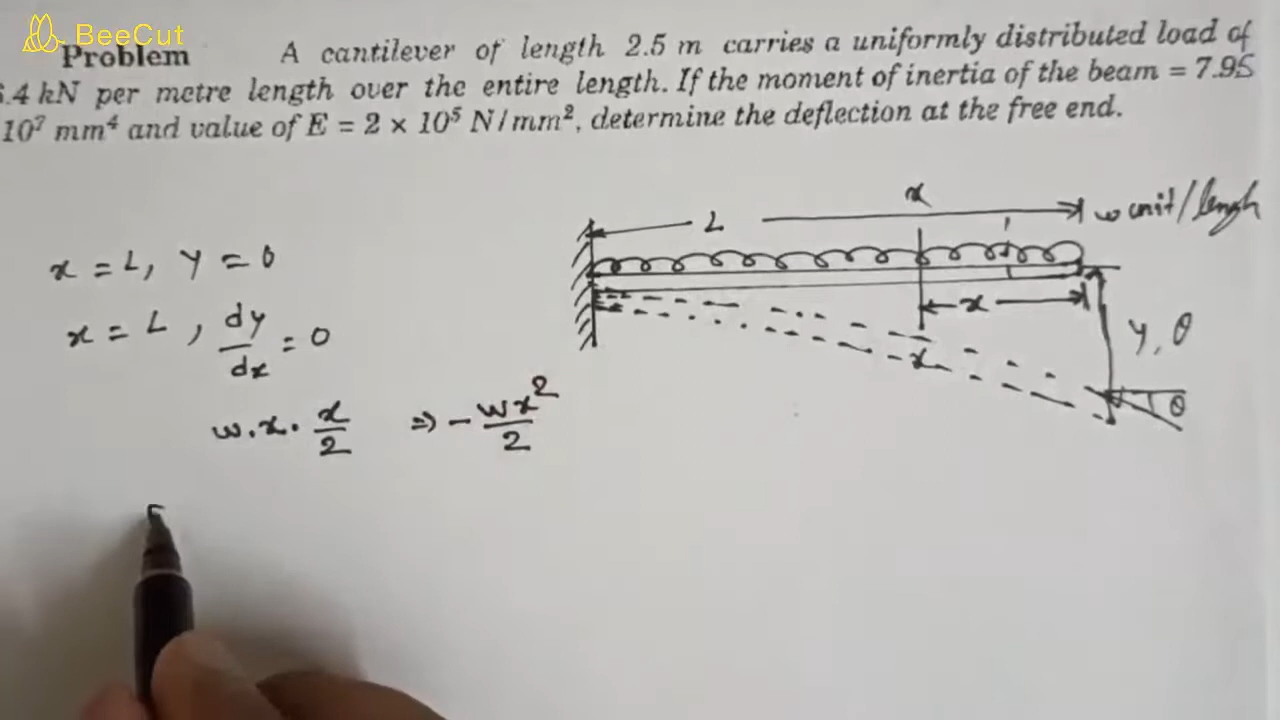 BeeCut
Problem A cantilever of length 2.5 m carries a uniformly distributed load of
.4 kN per metre length over the entire length. If the moment of inertia of the beam = 7.95
10⁷ mm⁴ and value of E = 2 × 10⁵ N/mm², determine the deflection at the free end.
x
L
w unit/lengh
x = L, y = 0
x = L, dy/dx = 0
x
y, θ
x
θ
w.x. x/2 ⇒ - wx²/2